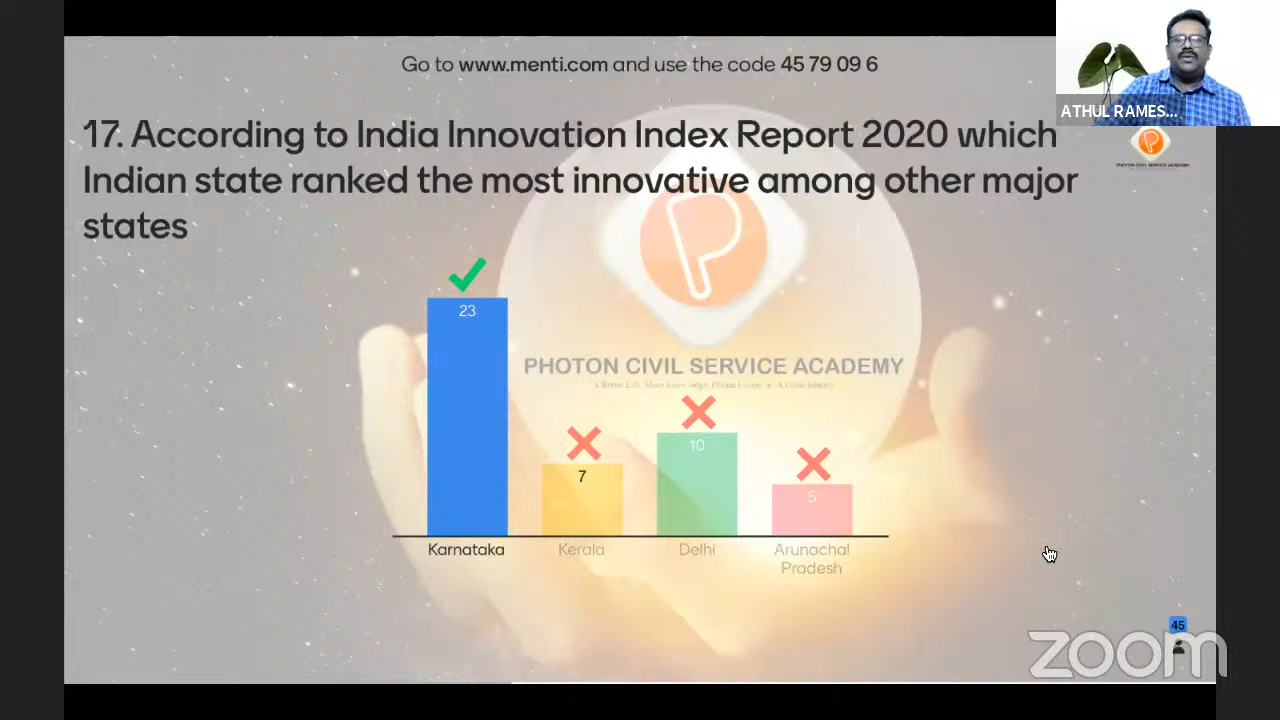 Go to www.menti.com and use the code 45 79 09 6
ATHUL RAMES...
17. According to India Innovation Index Report 2020 which
Indian state ranked the most innovative among other major
states
PHOTON CIVIL SERVICE ACADEMY
PHOTON CIVIL SERVICE ACADEMY
23
7
10
5
Karnataka
Kerala
Delhi
Arunachal
Pradesh
45
zoom